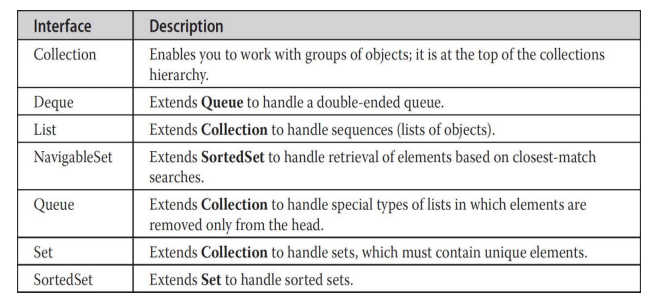 Interface Description
Collection Enables you to work with groups of objects; it is at the top of the collections
hierarchy.
Deque Extends Queue to handle a double-ended queue.
List Extends Collection to handle sequences (lists of objects).
NavigableSet Extends SortedSet to handle retrieval of elements based on closest-match
searches.
Queue Extends Collection to handle special types of lists in which elements are
removed only from the head.
Set Extends Collection to handle sets, which must contain unique elements.
SortedSet Extends Set to handle sorted sets.